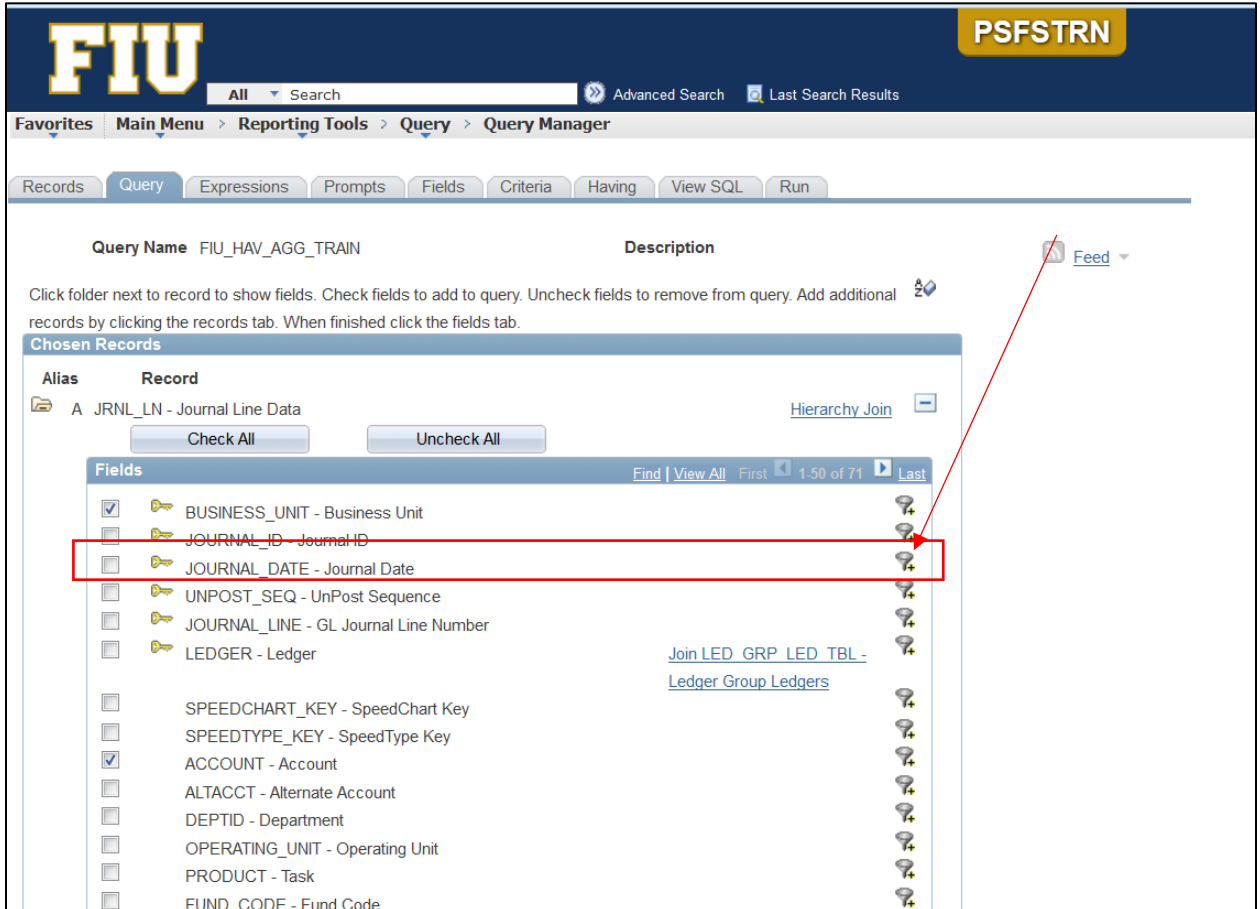 FIU
PSFSTRN
All Search Advanced Search Last Search Results
Favorites Main Menu > Reporting Tools > Query > Query Manager
Records Query Expressions Prompts Fields Criteria Having View SQL Run
Query Name FIU_HAV_AGG_TRAIN Description Feed
Click folder next to record to show fields. Check fields to add to query. Uncheck fields to remove from query. Add additional
records by clicking the records tab. When finished click the fields tab.
Chosen Records
Alias Record
A JRNL_LN - Journal Line Data Hierarchy Join
Check All Uncheck All
Fields Find | View All First 1-50 of 71 Last
BUSINESS_UNIT - Business Unit
JOURNAL_ID - Journal ID
JOURNAL_DATE - Journal Date
UNPOST_SEQ - UnPost Sequence
JOURNAL_LINE - GL Journal Line Number
LEDGER - Ledger Join LED_GRP_LED_TBL -
Ledger Group Ledgers
SPEEDCHART_KEY - SpeedChart Key
SPEEDTYPE_KEY - SpeedType Key
ACCOUNT - Account
ALTACCT - Alternate Account
DEPTID - Department
OPERATING_UNIT - Operating Unit
PRODUCT - Task
FUND_CODE - Fund Code